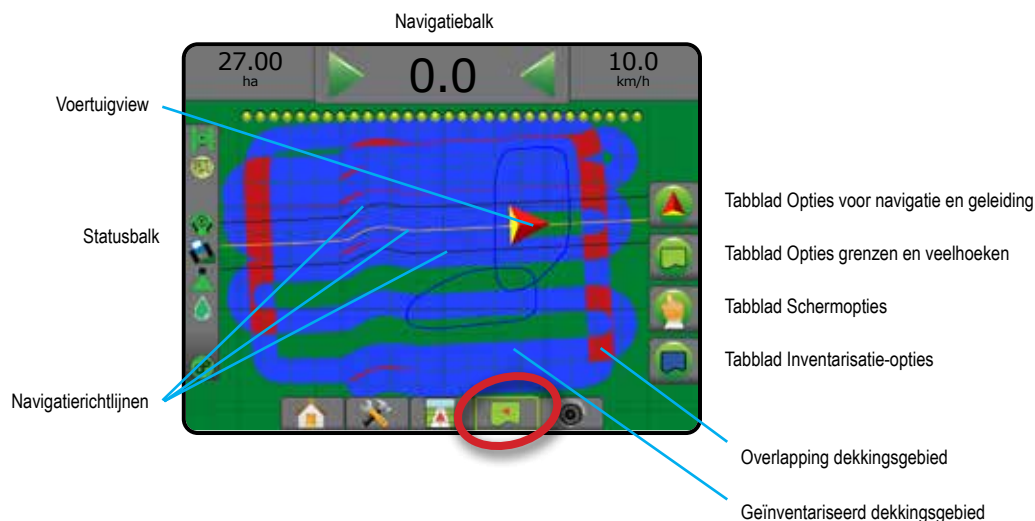 Navigatiebalk
27.00
ha
0.0
10.0
km/h
Voertuigview
Statusbalk
Navigatierichtlijnen
Tabblad Opties voor navigatie en geleiding
Tabblad Opties grenzen en veelhoeken
Tabblad Schermopties
Tabblad Inventarisatie-opties
Overlapping dekkingsgebied
Geïnventariseerd dekkingsgebied